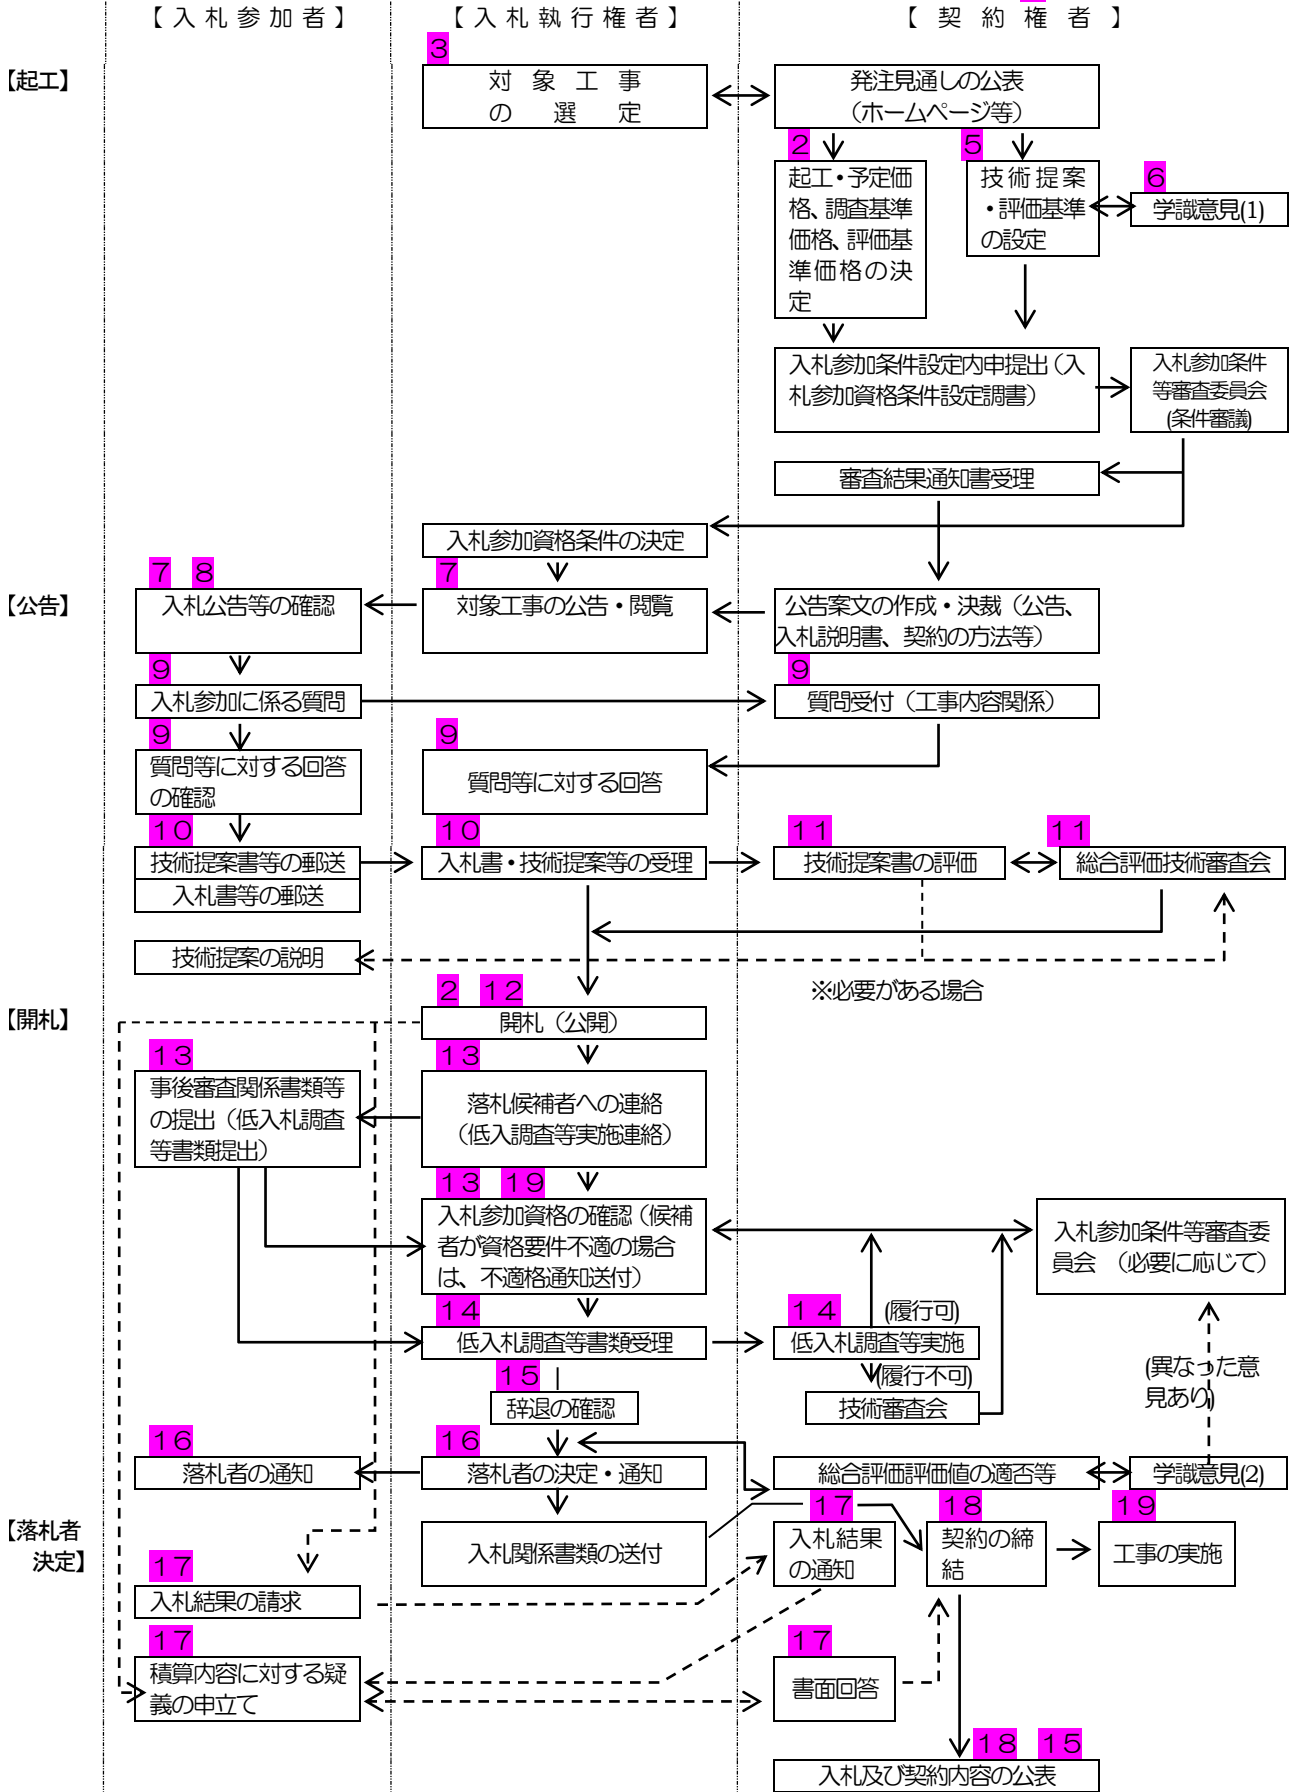 【入札参加者】
【入札執行権者】
【契約権者】
【起工】
3
対象工事
の選定
発注見通しの公表
（ホームページ等）
2
起工・予定価
格、調査基準
価格、評価基
準価格の決
定
5
技術提案
・評価基準
の設定
6
学識意見(1)
入札参加条件設定内申提出（入
札参加資格条件設定調書）
入札参加条件
等審査委員会
(条件審議)
審査結果通知書受理
入札参加資格条件の決定
【公告】
7 8
入札公告等の確認
7
対象工事の公告・閲覧
公告案文の作成・決裁（公告、
入札説明書、契約の方法等）
9
入札参加に係る質問
9
質問受付（工事内容関係）
9
質問等に対する回答
の確認
9
質問等に対する回答
10
技術提案書等の郵送
入札書等の郵送
10
入札書・技術提案等の受理
11
技術提案書の評価
11
総合評価技術審査会
技術提案の説明
※必要がある場合
【開札】
2 12
開札（公開）
13
事後審査関係書類等
の提出（低入札調査
等書類提出）
13
落札候補者への連絡
（低入調査等実施連絡）
13 19
入札参加資格の確認（候補
者が資格要件不適の場合
は、不適格通知送付）
入札参加条件等審査委
員会　（必要に応じて）
14
低入札調査等書類受理
14
(履行可)
低入札調査等実施
(履行不可)
技術審査会
(異なった意
見あり)
15
辞退の確認
16
落札者の通知
16
落札者の決定・通知
総合評価評価値の適否等
学識意見(2)
【落札者
決定】
入札関係書類の送付
17
入札結果
の通知
18
契約の締
結
19
工事の実施
17
入札結果の請求
17
積算内容に対する疑
義の申立て
17
書面回答
18 15
入札及び契約内容の公表